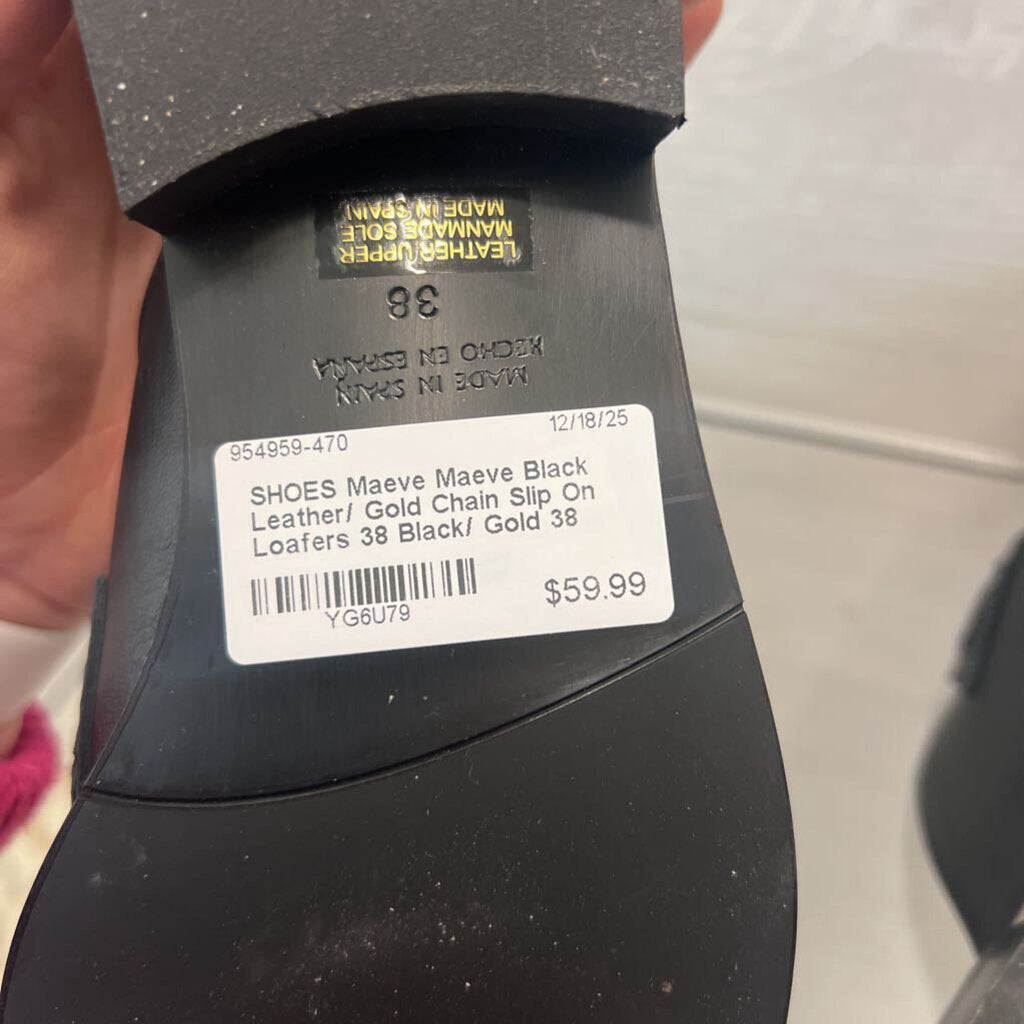 LEATHER UPPER
MANMADE SOLE
MADE IN SPAIN
38
HECHO EN ESPAÑA
MADE IN SPAIN
954959-470
12/18/25
SHOES Maeve Maeve Black
Leather/ Gold Chain Slip On
Loafers 38 Black/ Gold 38
YG6U79
$59.99